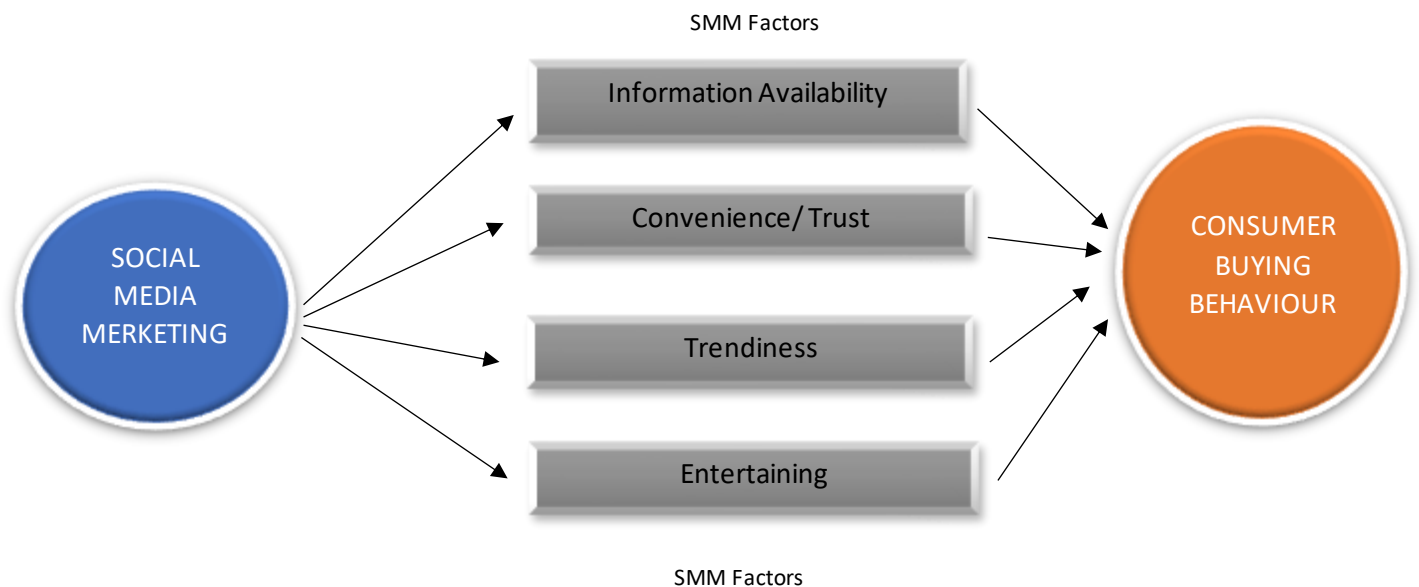 SMM Factors
Information Availability
Convenience/ Trust
Trendiness
Entertaining
SOCIAL
MEDIA
MERKETING
CONSUMER
BUYING
BEHAVIOUR
SMM Factors